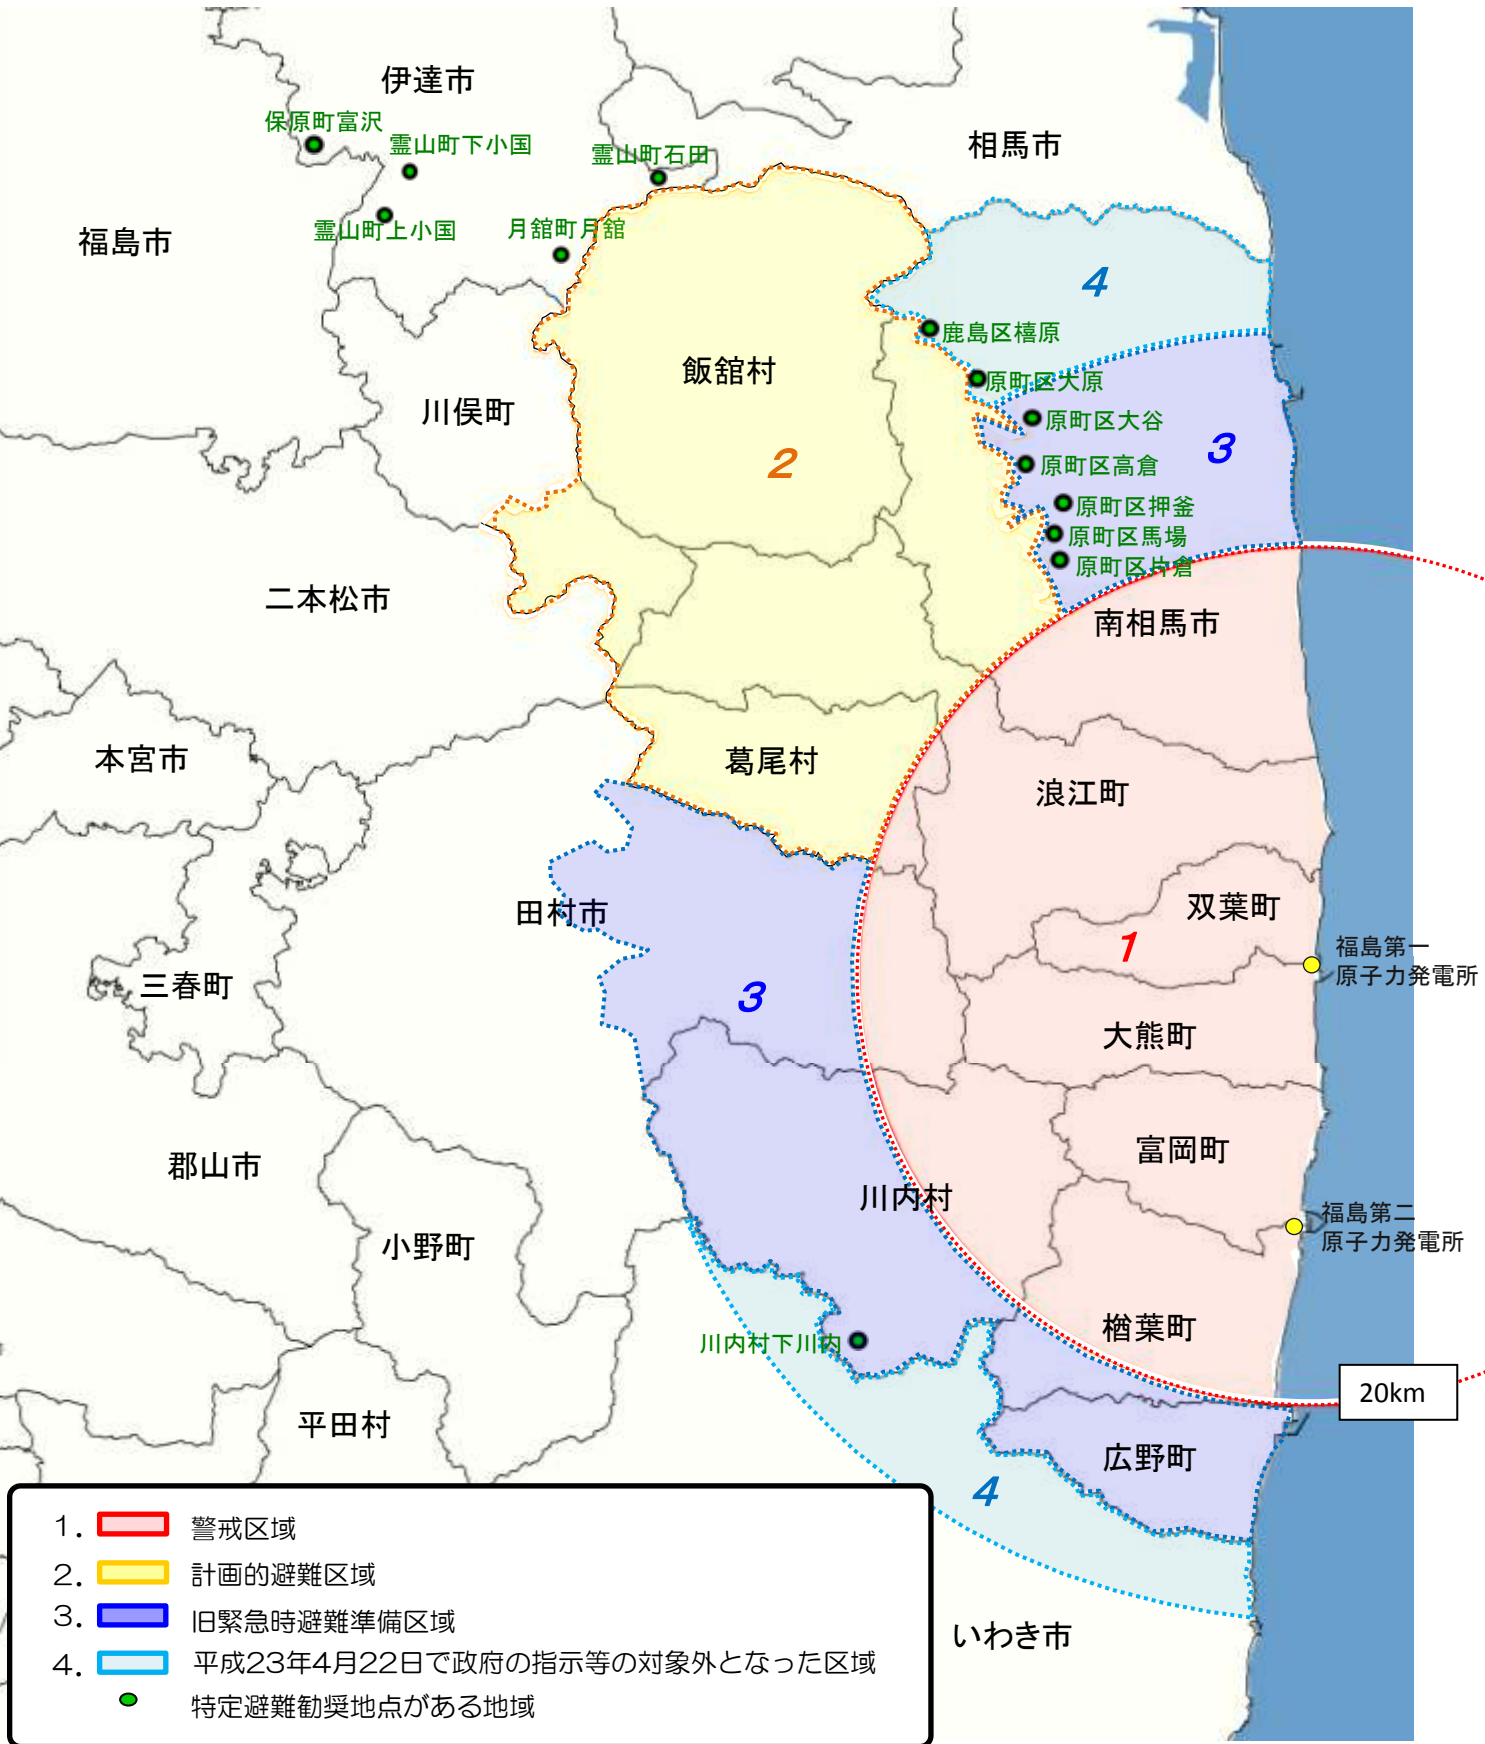 伊達市
保原町富沢
霊山町下小国
霊山町石田
相馬市
霊山町上小国
月舘町月舘
福島市
4
鹿島区橲原
飯舘村
原町区大原
川俣町
原町区大谷
3
2
原町区高倉
原町区押釜
原町区馬場
原町区片倉
二本松市
南相馬市
本宮市
葛尾村
浪江町
双葉町
田村市
1
福島第一
原子力発電所
三春町
3
大熊町
富岡町
郡山市
川内村
福島第二
原子力発電所
小野町
楢葉町
川内村下川内
20km
平田村
広野町
4
1. 警戒区域
2. 計画的避難区域
3. 旧緊急時避難準備区域
4. 平成23年4月22日で政府の指示等の対象外となった区域
特定避難勧奨地点がある地域
いわき市